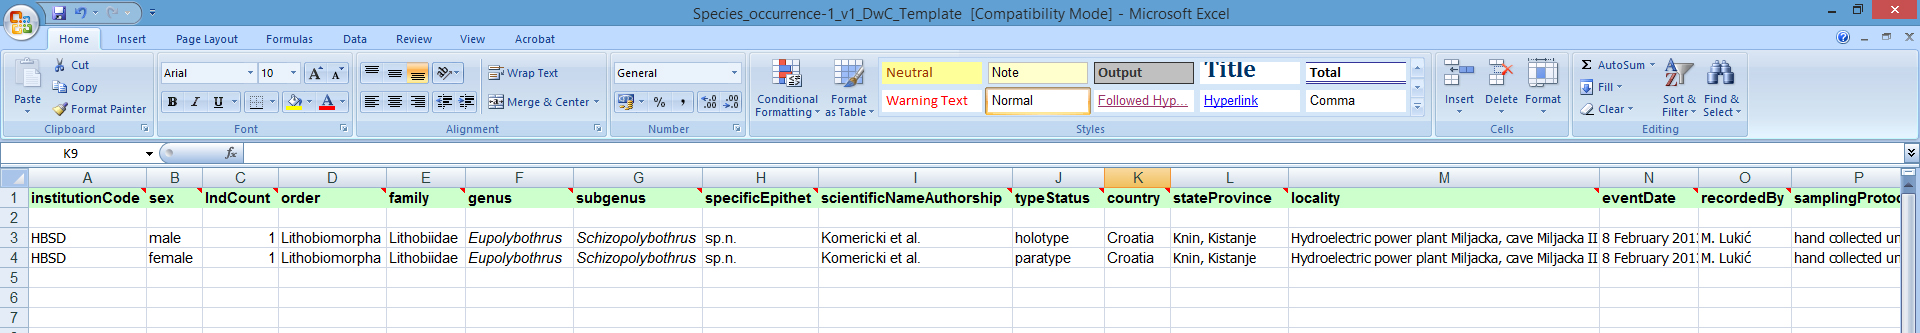 Species_occurrence-1_v1_DwC_Template [Compatibility Mode] - Microsoft Excel
Home Insert Page Layout Formulas Data Review View Acrobat
Cut Arial 10 A A Wrap Text General Neutral Note Output Title Total AutoSum
Copy Fill
Paste Format Painter B I U A Merge & Center % , .00 .0 Conditional Formatting Format as Table Warning Text Normal Followed Hyp... Hyperlink Comma Insert Delete Format Clear Sort & Filter Find & Select
Clipboard Font Alignment Number Styles Cells Editing
K9 fx
A B C D E F G H I J K L M N O P
1 institutionCode sex IndCount order family genus subgenus specificEpithet scientificNameAuthorship typeStatus country stateProvince locality eventDate recordedBy samplingProtoc
2
3 HBSD male 1 Lithobiomorpha Lithobiidae Eupolybothrus Schizopolybothrus sp.n. Komericki et al. holotype Croatia Knin, Kistanje Hydroelectric power plant Miljacka, cave Miljacka II 8 February 201 M. Lukić hand collected un
4 HBSD female 1 Lithobiomorpha Lithobiidae Eupolybothrus Schizopolybothrus sp.n. Komericki et al. paratype Croatia Knin, Kistanje Hydroelectric power plant Miljacka, cave Miljacka II 8 February 201 M. Lukić hand collected un
5
6
7